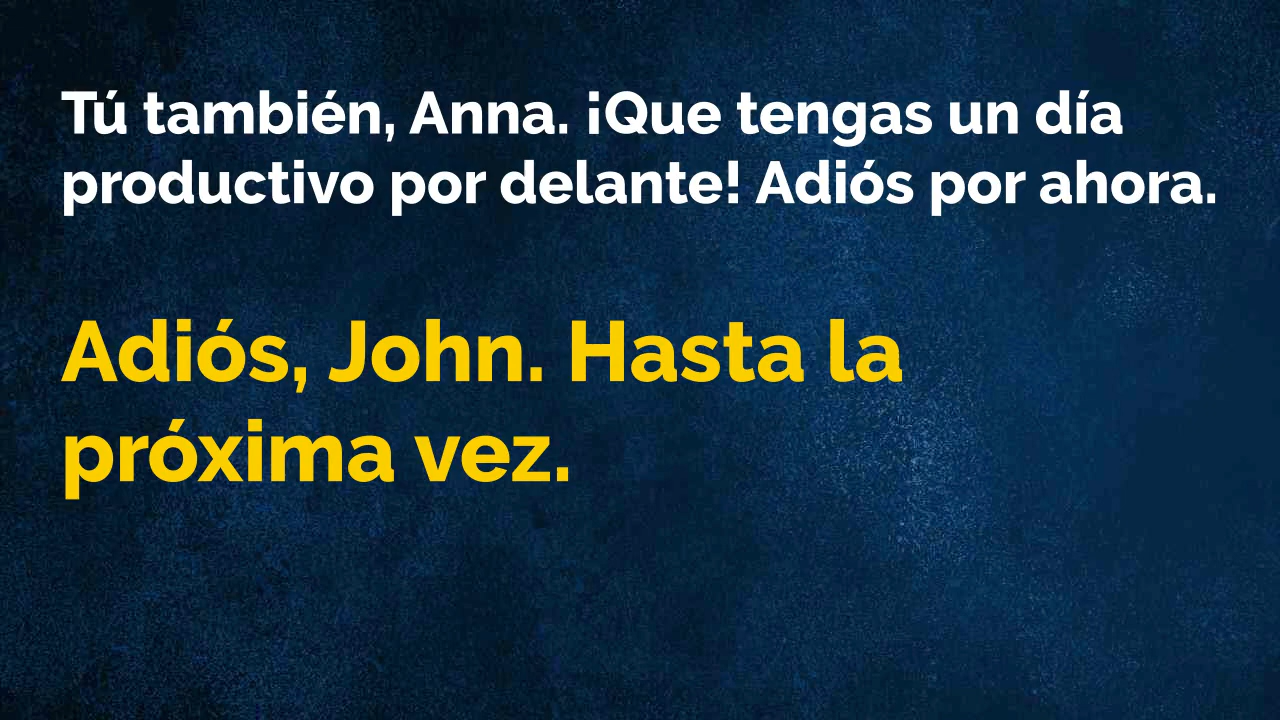 Tú también, Anna. ¡Que tengas un día
productivo por delante! Adiós por ahora.
Adiós, John. Hasta la
próxima vez.